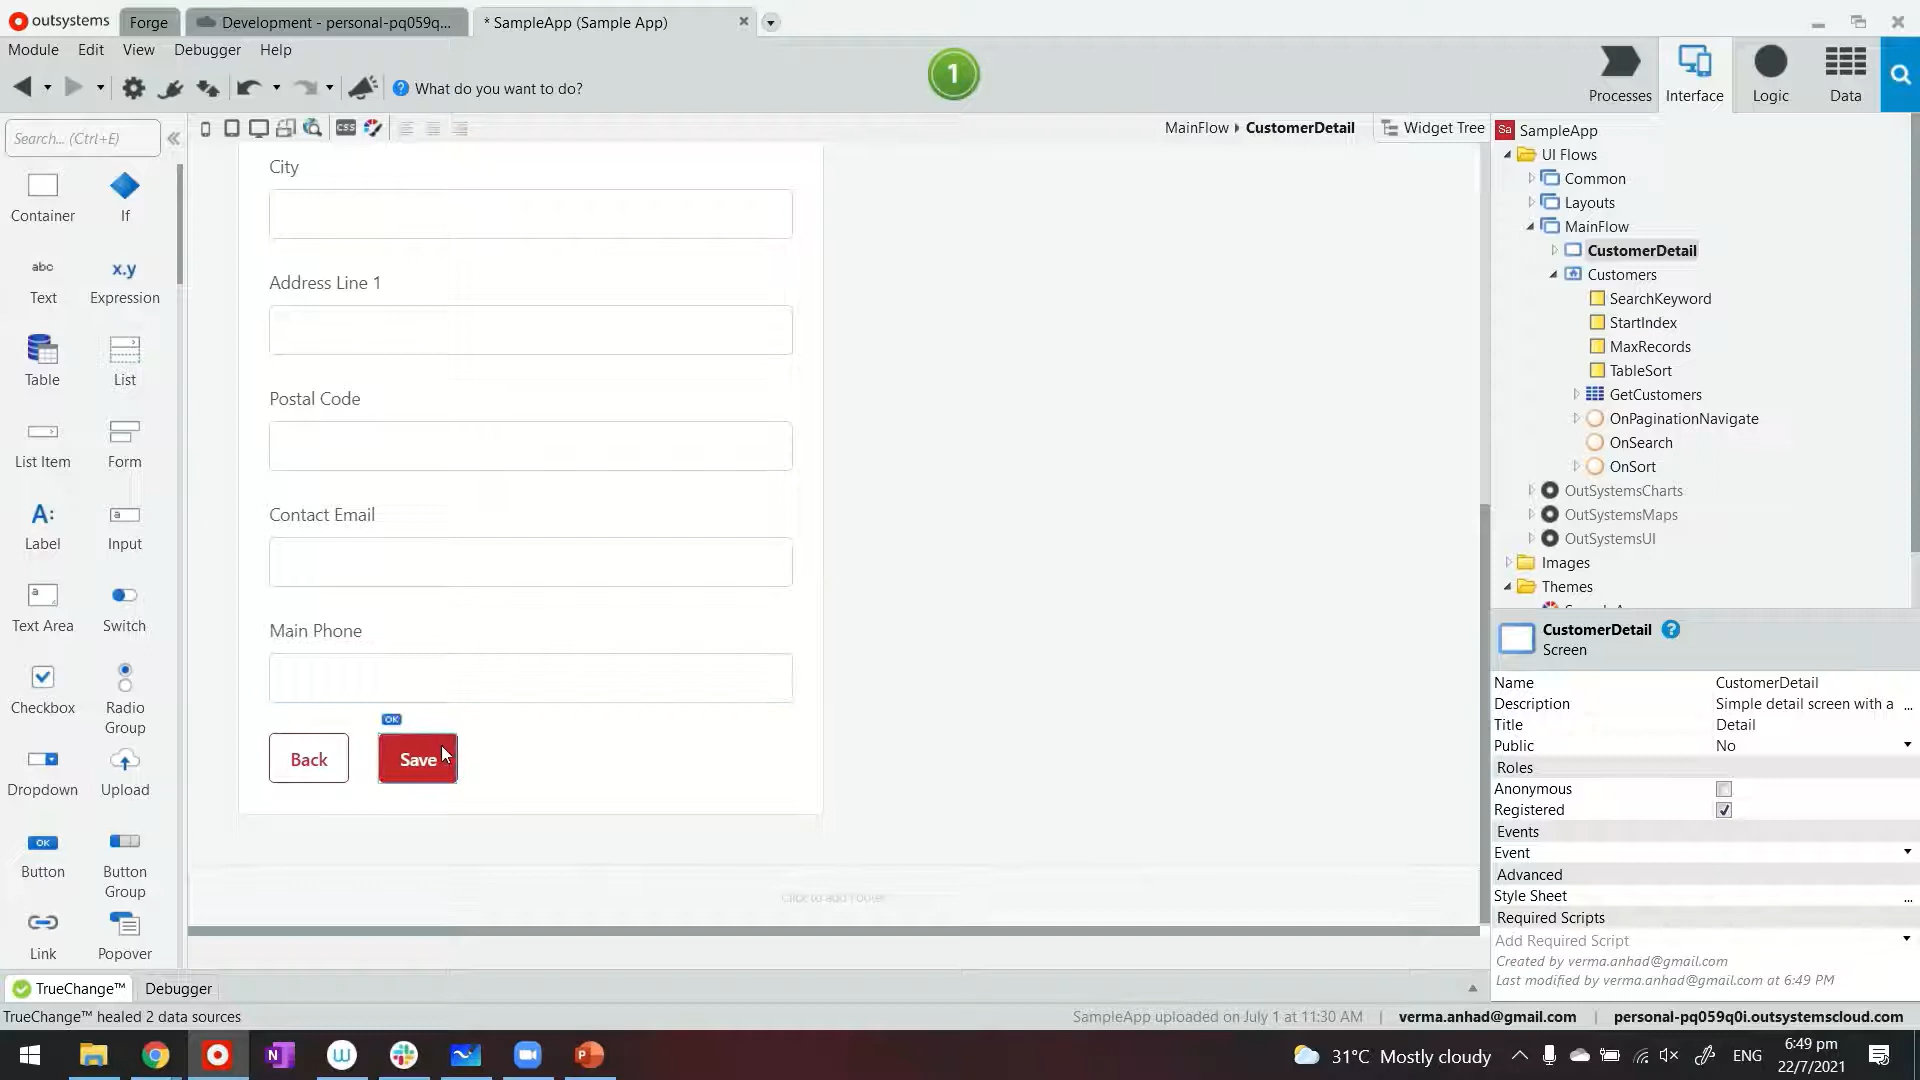 outsystems
Forge
Development - personal-pq059q...
* SampleApp (Sample App)
Module Edit View Debugger Help
What do you want to do?
1
Processes
Interface
Logic
Data
Search... (Ctrl+E)
CSS
MainFlow
CustomerDetail
Widget Tree
Container
If
abc
Text
x.y
Expression
Table
List
List Item
Form
A:
Label
a
Input
a
Text Area
Switch
Checkbox
Radio
Group
Dropdown
Upload
OK
Button
Button
Group
Link
Popover
City
Address Line 1
Postal Code
Contact Email
Main Phone
OK
Back
Save
Click to add Footer
Sa
SampleApp
UI Flows
Common
Layouts
MainFlow
CustomerDetail
Customers
SearchKeyword
StartIndex
MaxRecords
TableSort
GetCustomers
OnPaginationNavigate
OnSearch
OnSort
OutSystemsCharts
OutSystemsMaps
OutSystemsUI
Images
Themes
CustomerDetail ?
Screen
Name CustomerDetail
Description Simple detail screen with a ...
Title Detail
Public No
Roles
Anonymous
Registered
Events
Event
Advanced
Style Sheet ...
Required Scripts
Add Required Script
Created by verma.anhad@gmail.com
Last modified by verma.anhad@gmail.com at 6:49 PM
TrueChange™ Debugger
TrueChange™ healed 2 data sources
SampleApp uploaded on July 1 at 11:30 AM | verma.anhad@gmail.com | personal-pq059q0i.outsystemscloud.com
31°C Mostly cloudy
ENG
6:49 pm
22/7/2021